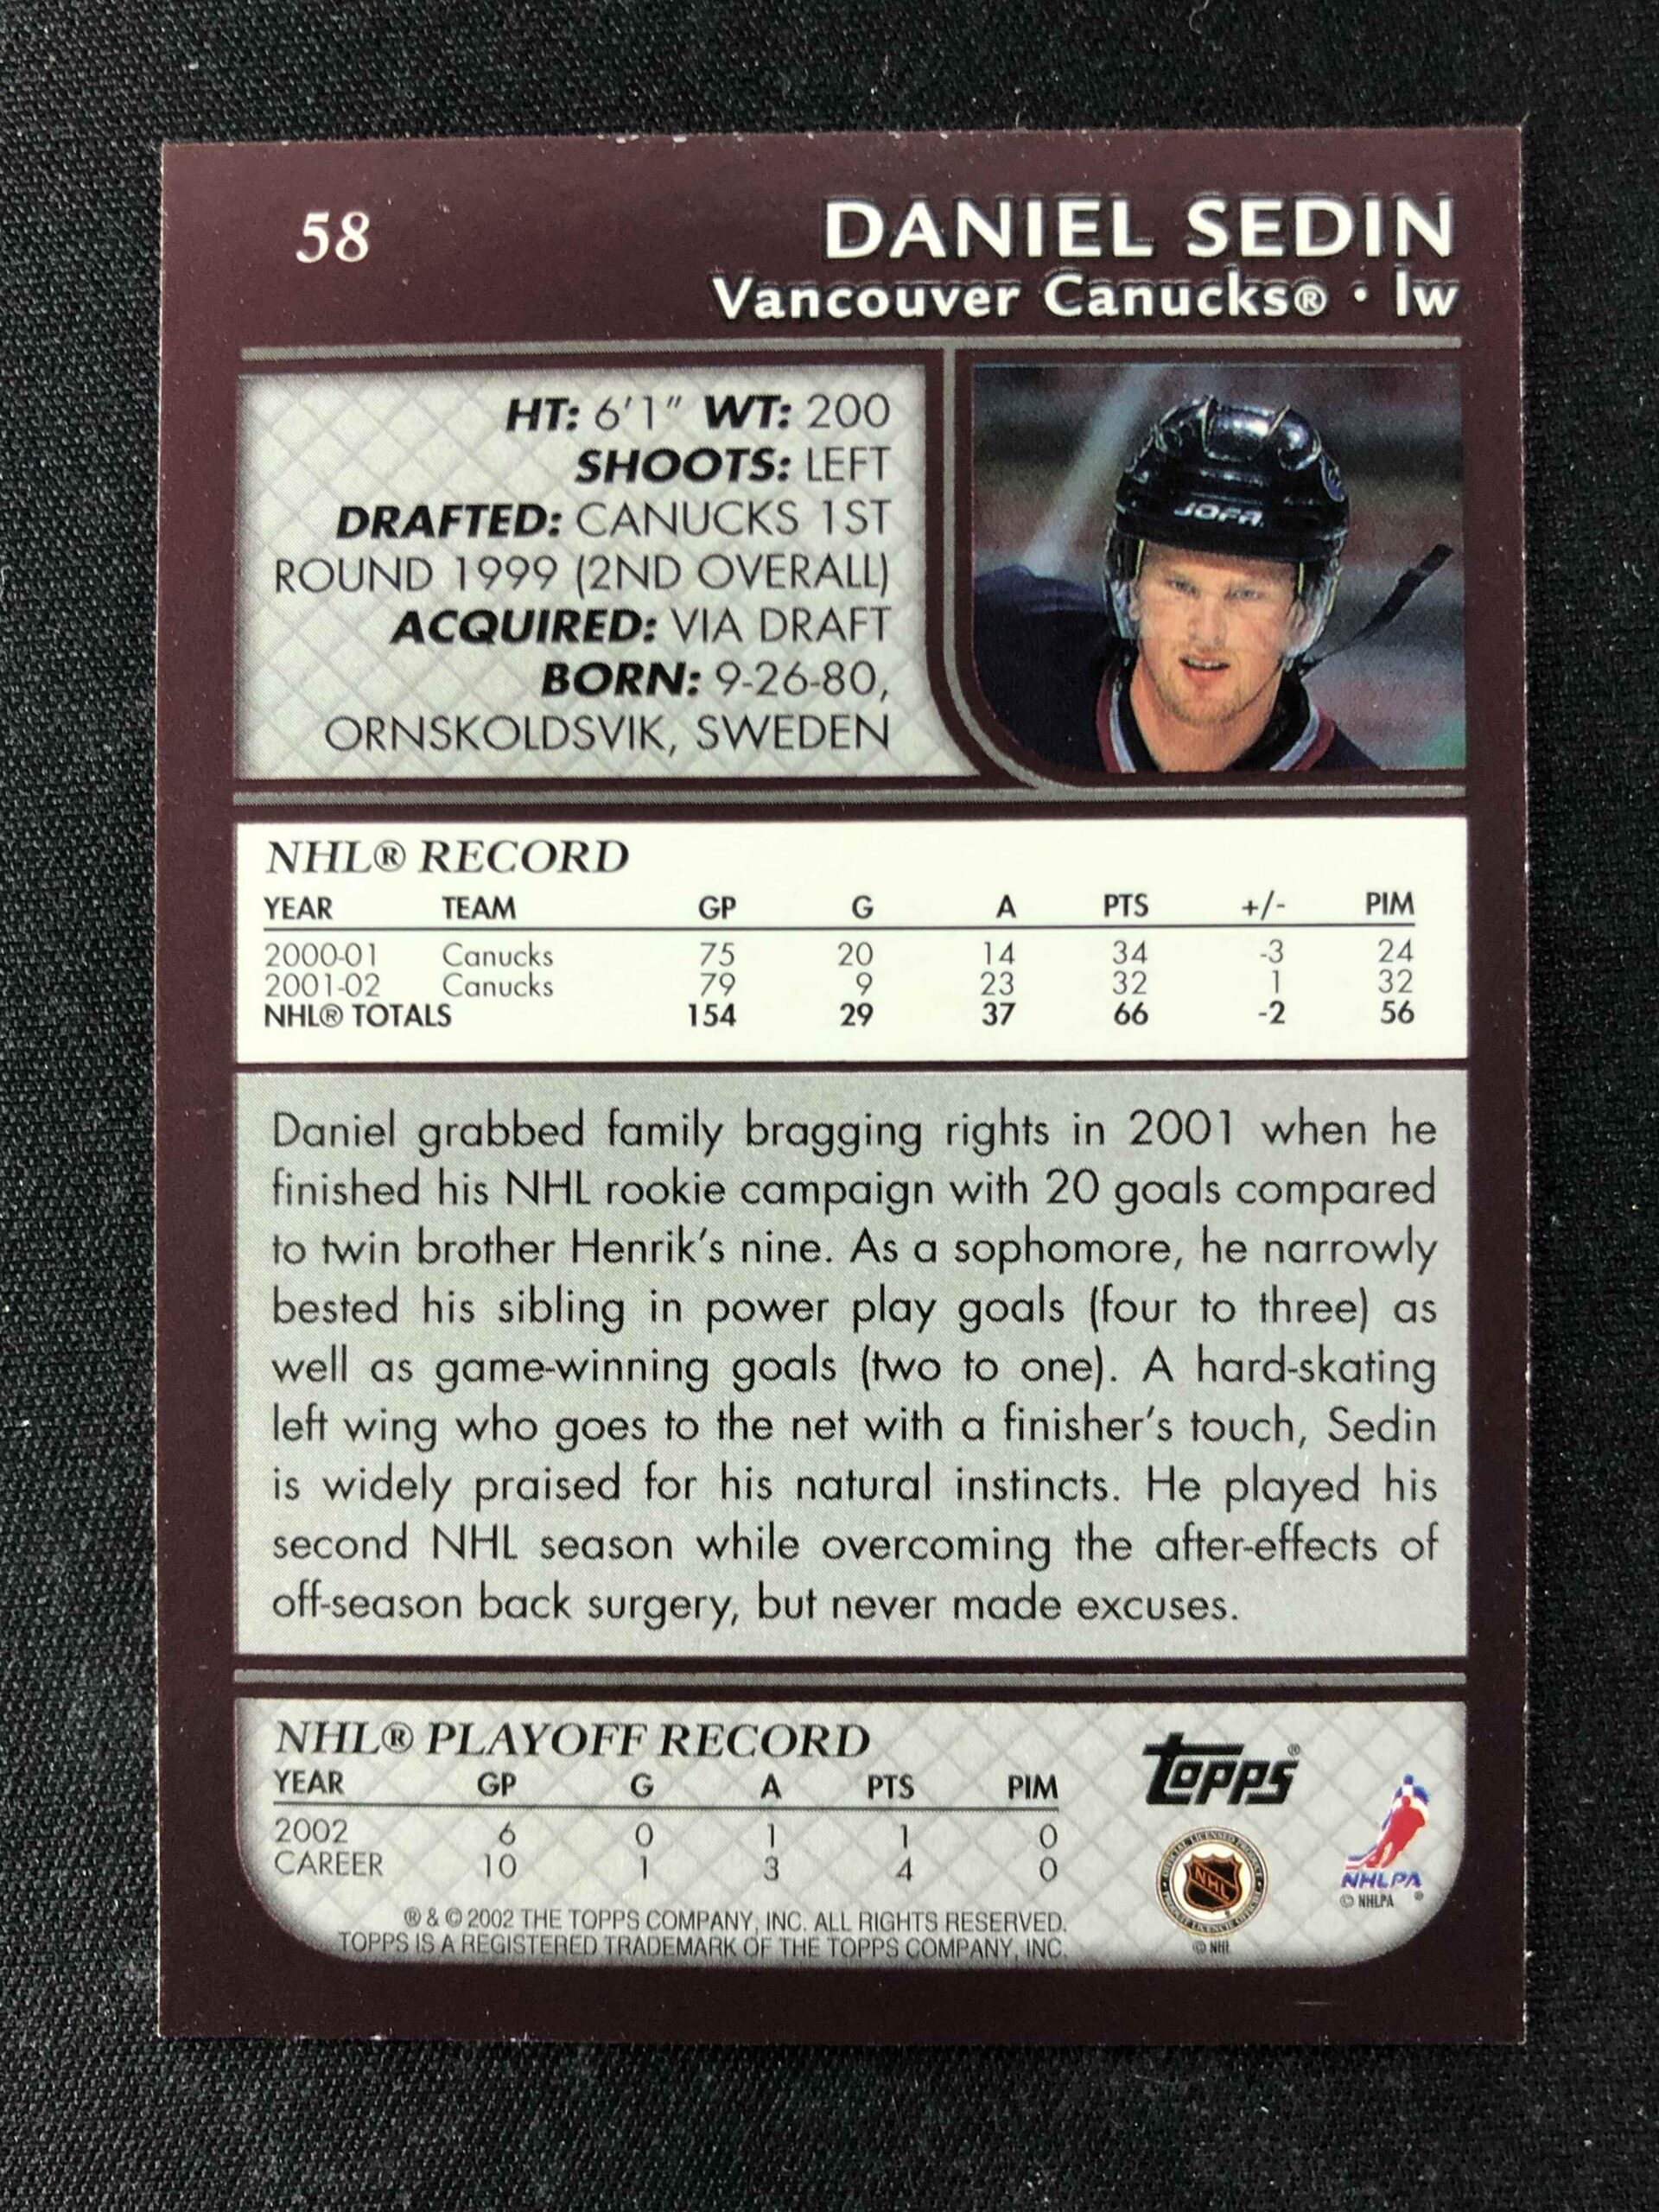 58
DANIEL SEDIN
Vancouver Canucks® • lw
HT: 6'1" WT: 200
SHOOTS: LEFT
DRAFTED: CANUCKS 1ST
ROUND 1999 (2ND OVERALL)
ACQUIRED: VIA DRAFT
BORN: 9-26-80,
ORNSKOLDSVIK, SWEDEN
JOFA
NHL® RECORD
YEAR TEAM GP G A PTS +/- PIM
2000-01 Canucks 75 20 14 34 -3 24
2001-02 Canucks 79 9 23 32 1 32
NHL® TOTALS 154 29 37 66 -2 56
Daniel grabbed family bragging rights in 2001 when he
finished his NHL rookie campaign with 20 goals compared
to twin brother Henrik's nine. As a sophomore, he narrowly
bested his sibling in power play goals (four to three) as
well as game-winning goals (two to one). A hard-skating
left wing who goes to the net with a finisher's touch, Sedin
is widely praised for his natural instincts. He played his
second NHL season while overcoming the after-effects of
off-season back surgery, but never made excuses.
NHL® PLAYOFF RECORD
YEAR GP G A PTS PIM
2002 6 0 1 1 0
CAREER 10 1 3 4 0
® & © 2002 THE TOPPS COMPANY, INC. ALL RIGHTS RESERVED.
TOPPS IS A REGISTERED TRADEMARK OF THE TOPPS COMPANY, INC.
topps®
NHL
© NHL
NHLPA
© NHLPA ®